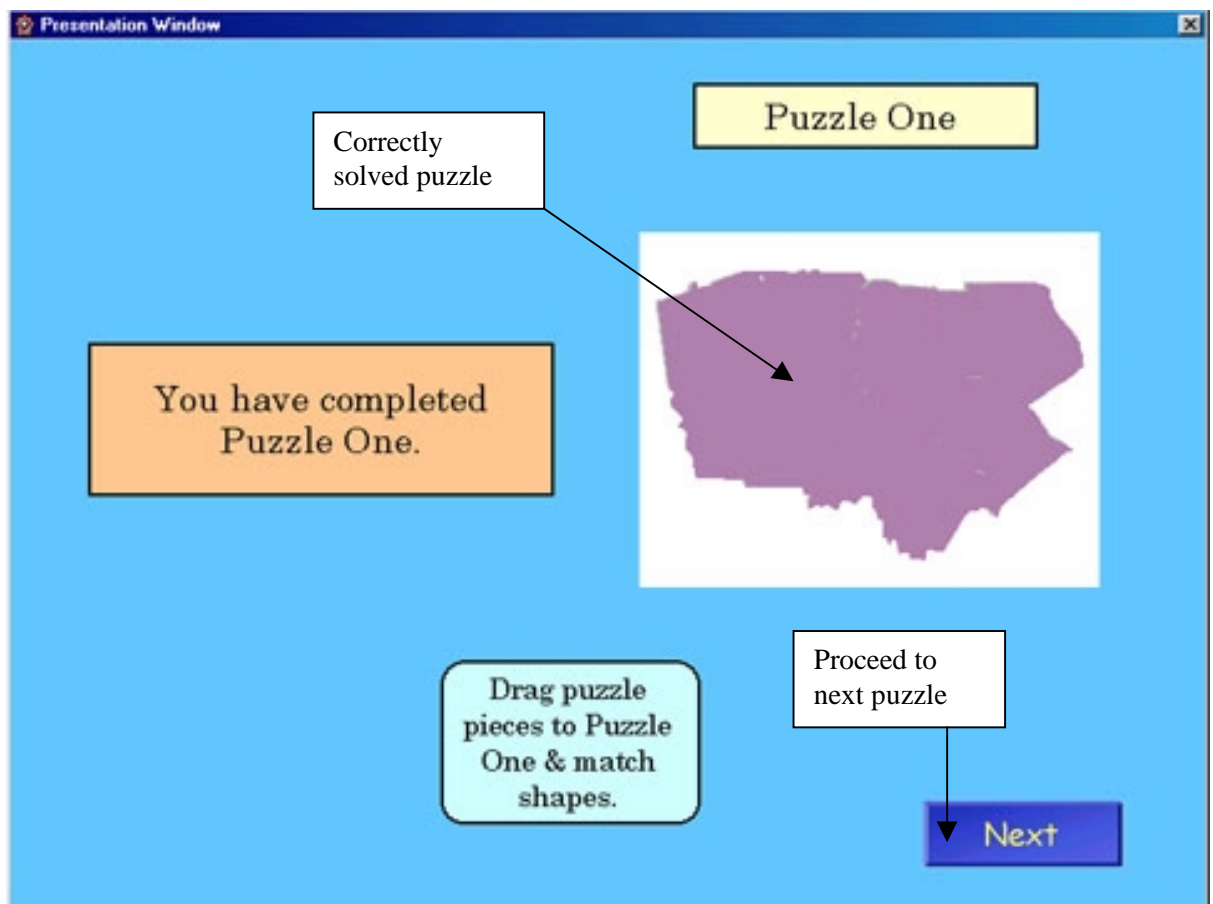 Presentation Window
Puzzle One
Correctly
solved puzzle
You have completed
Puzzle One.
Drag puzzle
pieces to Puzzle
One & match
shapes.
Proceed to
next puzzle
Next